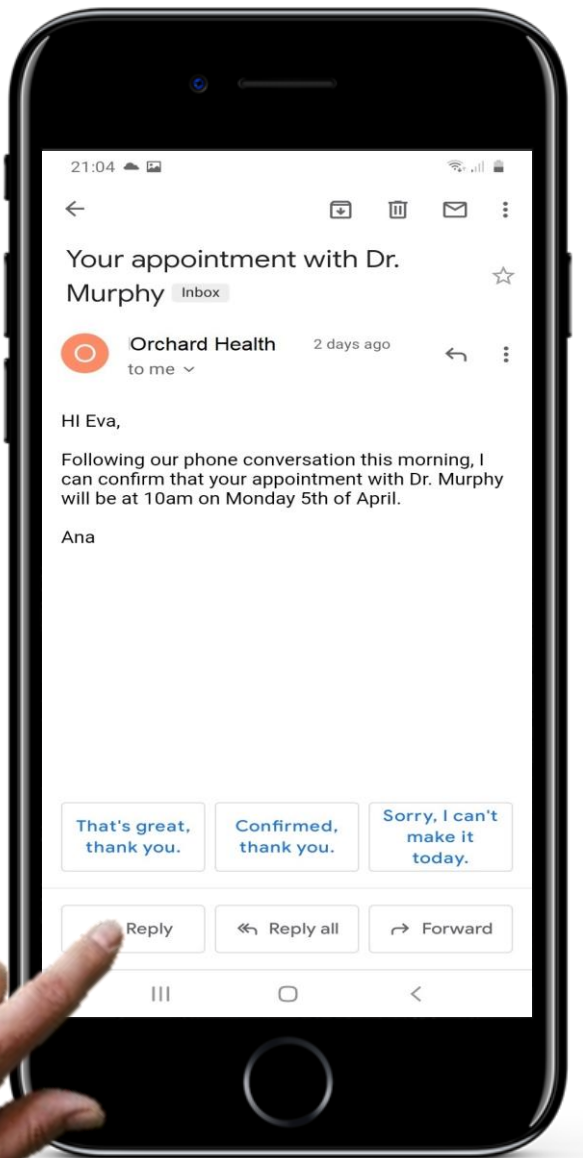 21:04
Your appointment with Dr.
Murphy Inbox
O Orchard Health 2 days ago
to me
HI Eva,
Following our phone conversation this morning, I
can confirm that your appointment with Dr. Murphy
will be at 10am on Monday 5th of April.
Ana
That's great,
thank you.
Confirmed,
thank you.
Sorry, I can't
make it
today.
Reply Reply all Forward